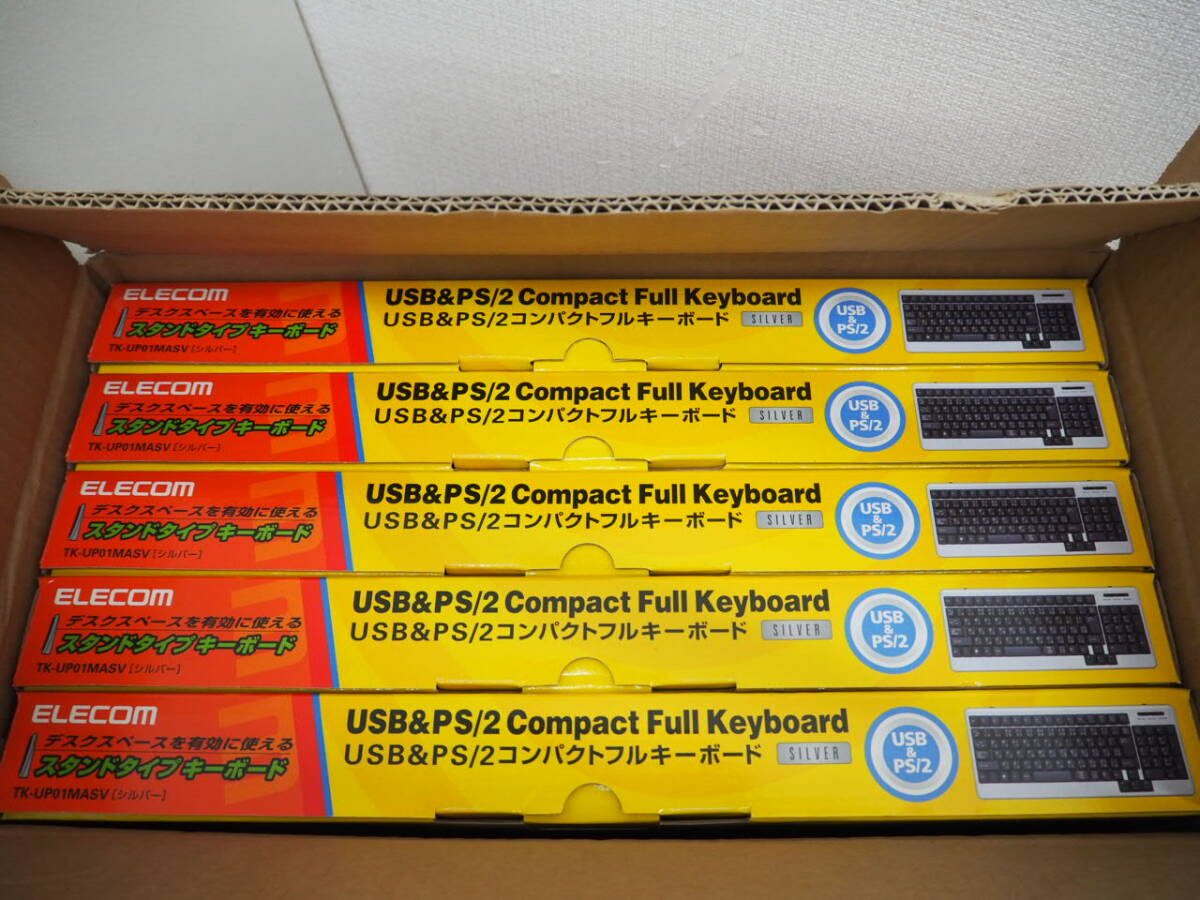 ELECOM
デスクスペースを有効に使える
スタンドタイプキーボード
TK-UP01MASV [シルバー]
USB&PS/2 Compact Full Keyboard
USB&PS/2コンパクトフルキーボード SILVER
USB
&
PS/2
ELECOM
デスクスペースを有効に使える
スタンドタイプキーボード
TK-UP01MASV [シルバー]
USB&PS/2 Compact Full Keyboard
USB&PS/2コンパクトフルキーボード SILVER
USB
&
PS/2
ELECOM
デスクスペースを有効に使える
スタンドタイプキーボード
TK-UP01MASV [シルバー]
USB&PS/2 Compact Full Keyboard
USB&PS/2コンパクトフルキーボード SILVER
USB
&
PS/2
ELECOM
デスクスペースを有効に使える
スタンドタイプキーボード
TK-UP01MASV [シルバー]
USB&PS/2 Compact Full Keyboard
USB&PS/2コンパクトフルキーボード SILVER
USB
&
PS/2
ELECOM
デスクスペースを有効に使える
スタンドタイプキーボード
TK-UP01MASV [シルバー]
USB&PS/2 Compact Full Keyboard
USB&PS/2コンパクトフルキーボード SILVER
USB
&
PS/2